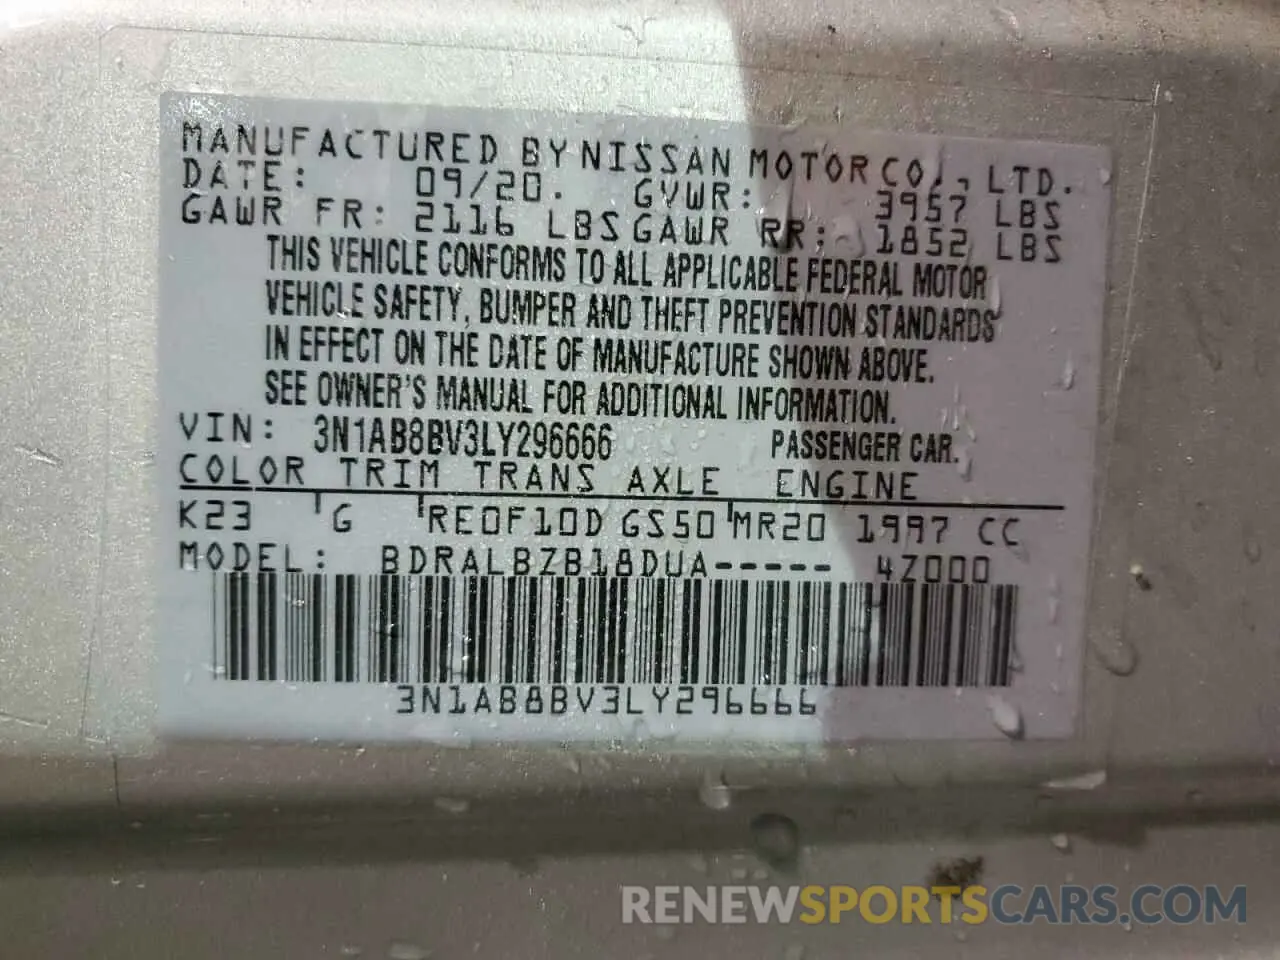 MANUFACTURED BY NISSAN MOTOR CO., LTD.
DATE: 09/20. GVWR: 3957 LBS
GAWR FR: 2116 LBS GAWR RR: 1852 LBS
THIS VEHICLE CONFORMS TO ALL APPLICABLE FEDERAL MOTOR
VEHICLE SAFETY, BUMPER AND THEFT PREVENTION STANDARDS
IN EFFECT ON THE DATE OF MANUFACTURE SHOWN ABOVE.
SEE OWNER'S MANUAL FOR ADDITIONAL INFORMATION.
VIN: 3N1AB8BV3LY296666 PASSENGER CAR.
COLOR TRIM TRANS AXLE ENGINE
K23 G RE0F10D GS50 MR20 1997 CC
MODEL: BDRALBZB18DUA----- 4Z000
3N1AB8BV3LY296666
RENEWSPORTSCARS.COM